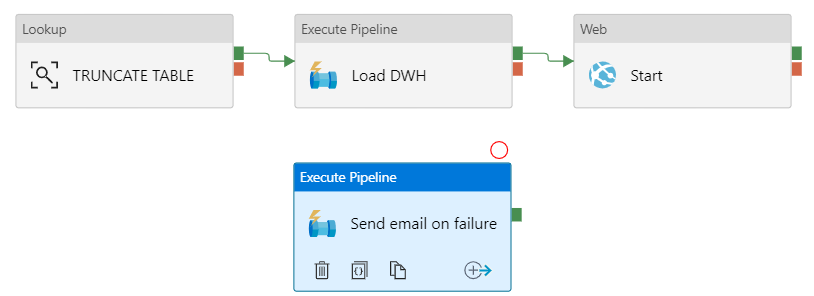 Lookup
TRUNCATE TABLE
Execute Pipeline
Load DWH
Web
Start
Execute Pipeline
Send email on failure